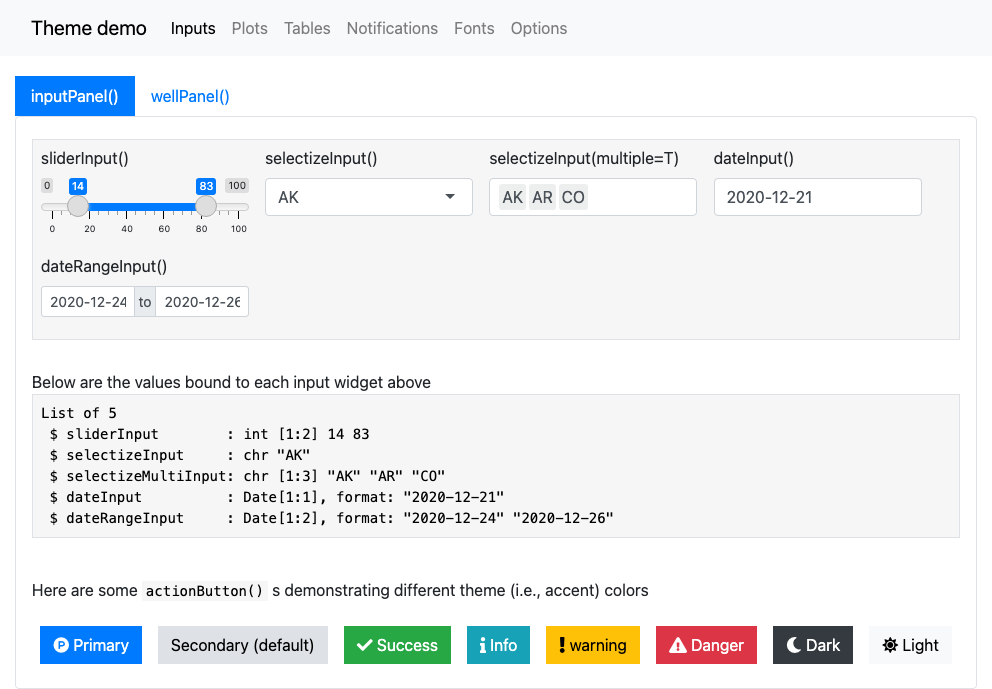 Theme demo Inputs Plots Tables Notifications Fonts Options
inputPanel() wellPanel()
sliderInput() selectizeInput() selectizeInput(multiple=T) dateInput()
0 14 83 100
AK AK AR CO 2020-12-21
0 20 40 60 80 100
dateRangeInput()
2020-12-24 to 2020-12-26
Below are the values bound to each input widget above
List of 5
$ sliderInput : int [1:2] 14 83
$ selectizeInput : chr "AK"
$ selectizeMultiInput: chr [1:3] "AK" "AR" "CO"
$ dateInput : Date[1:1], format: "2020-12-21"
$ dateRangeInput : Date[1:2], format: "2020-12-24" "2020-12-26"
Here are some actionButton() s demonstrating different theme (i.e., accent) colors
Primary Secondary (default) Success Info warning Danger Dark Light